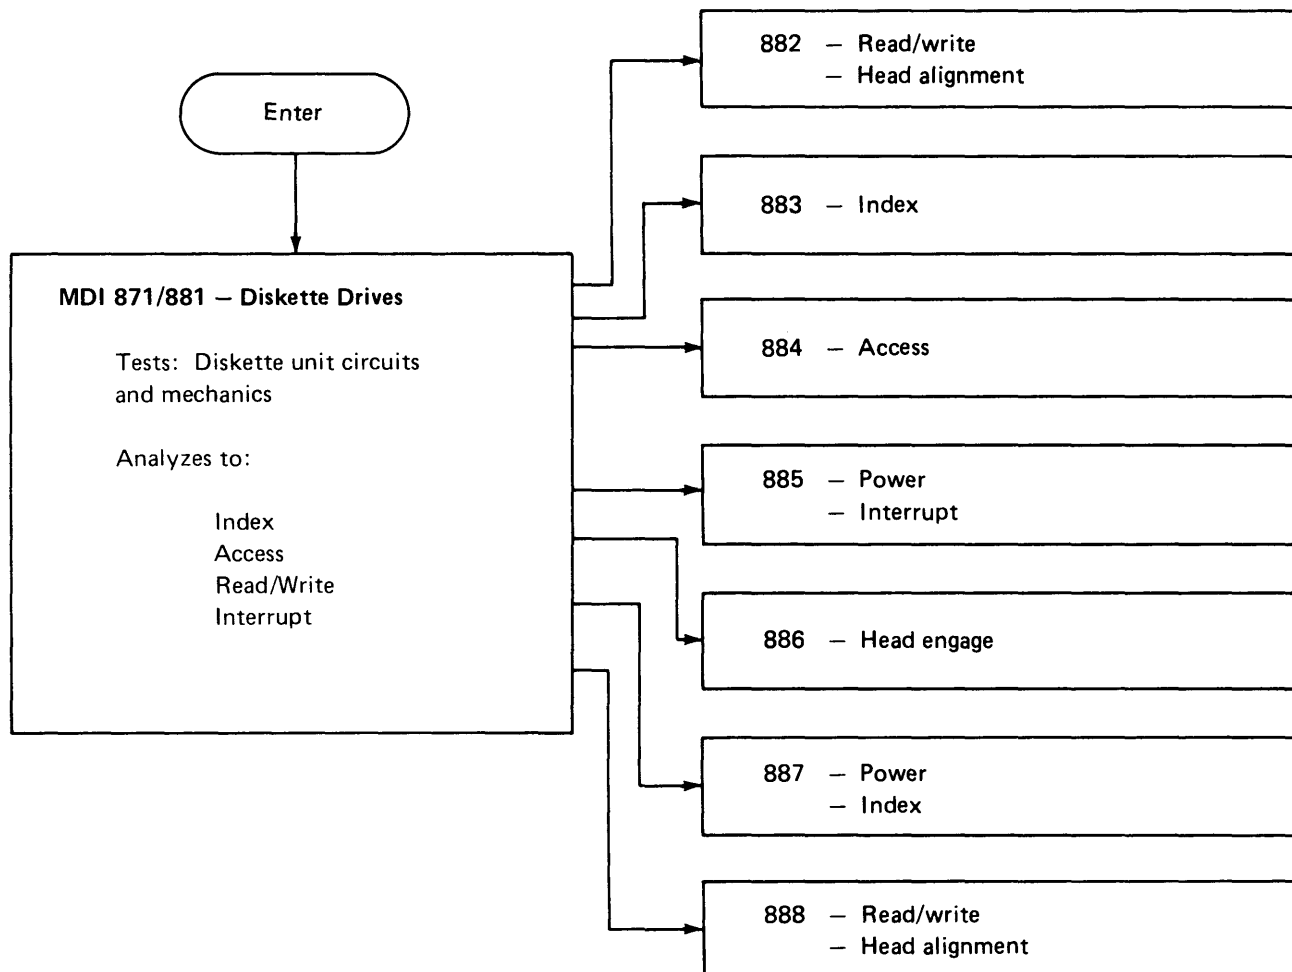 Enter
MDI 871/881 — Diskette Drives
Tests: Diskette unit circuits
and mechanics
Analyzes to:
Index
Access
Read/Write
Interrupt
882 — Read/write
— Head alignment
883 — Index
884 — Access
885 — Power
— Interrupt
886 — Head engage
887 — Power
— Index
888 — Read/write
— Head alignment